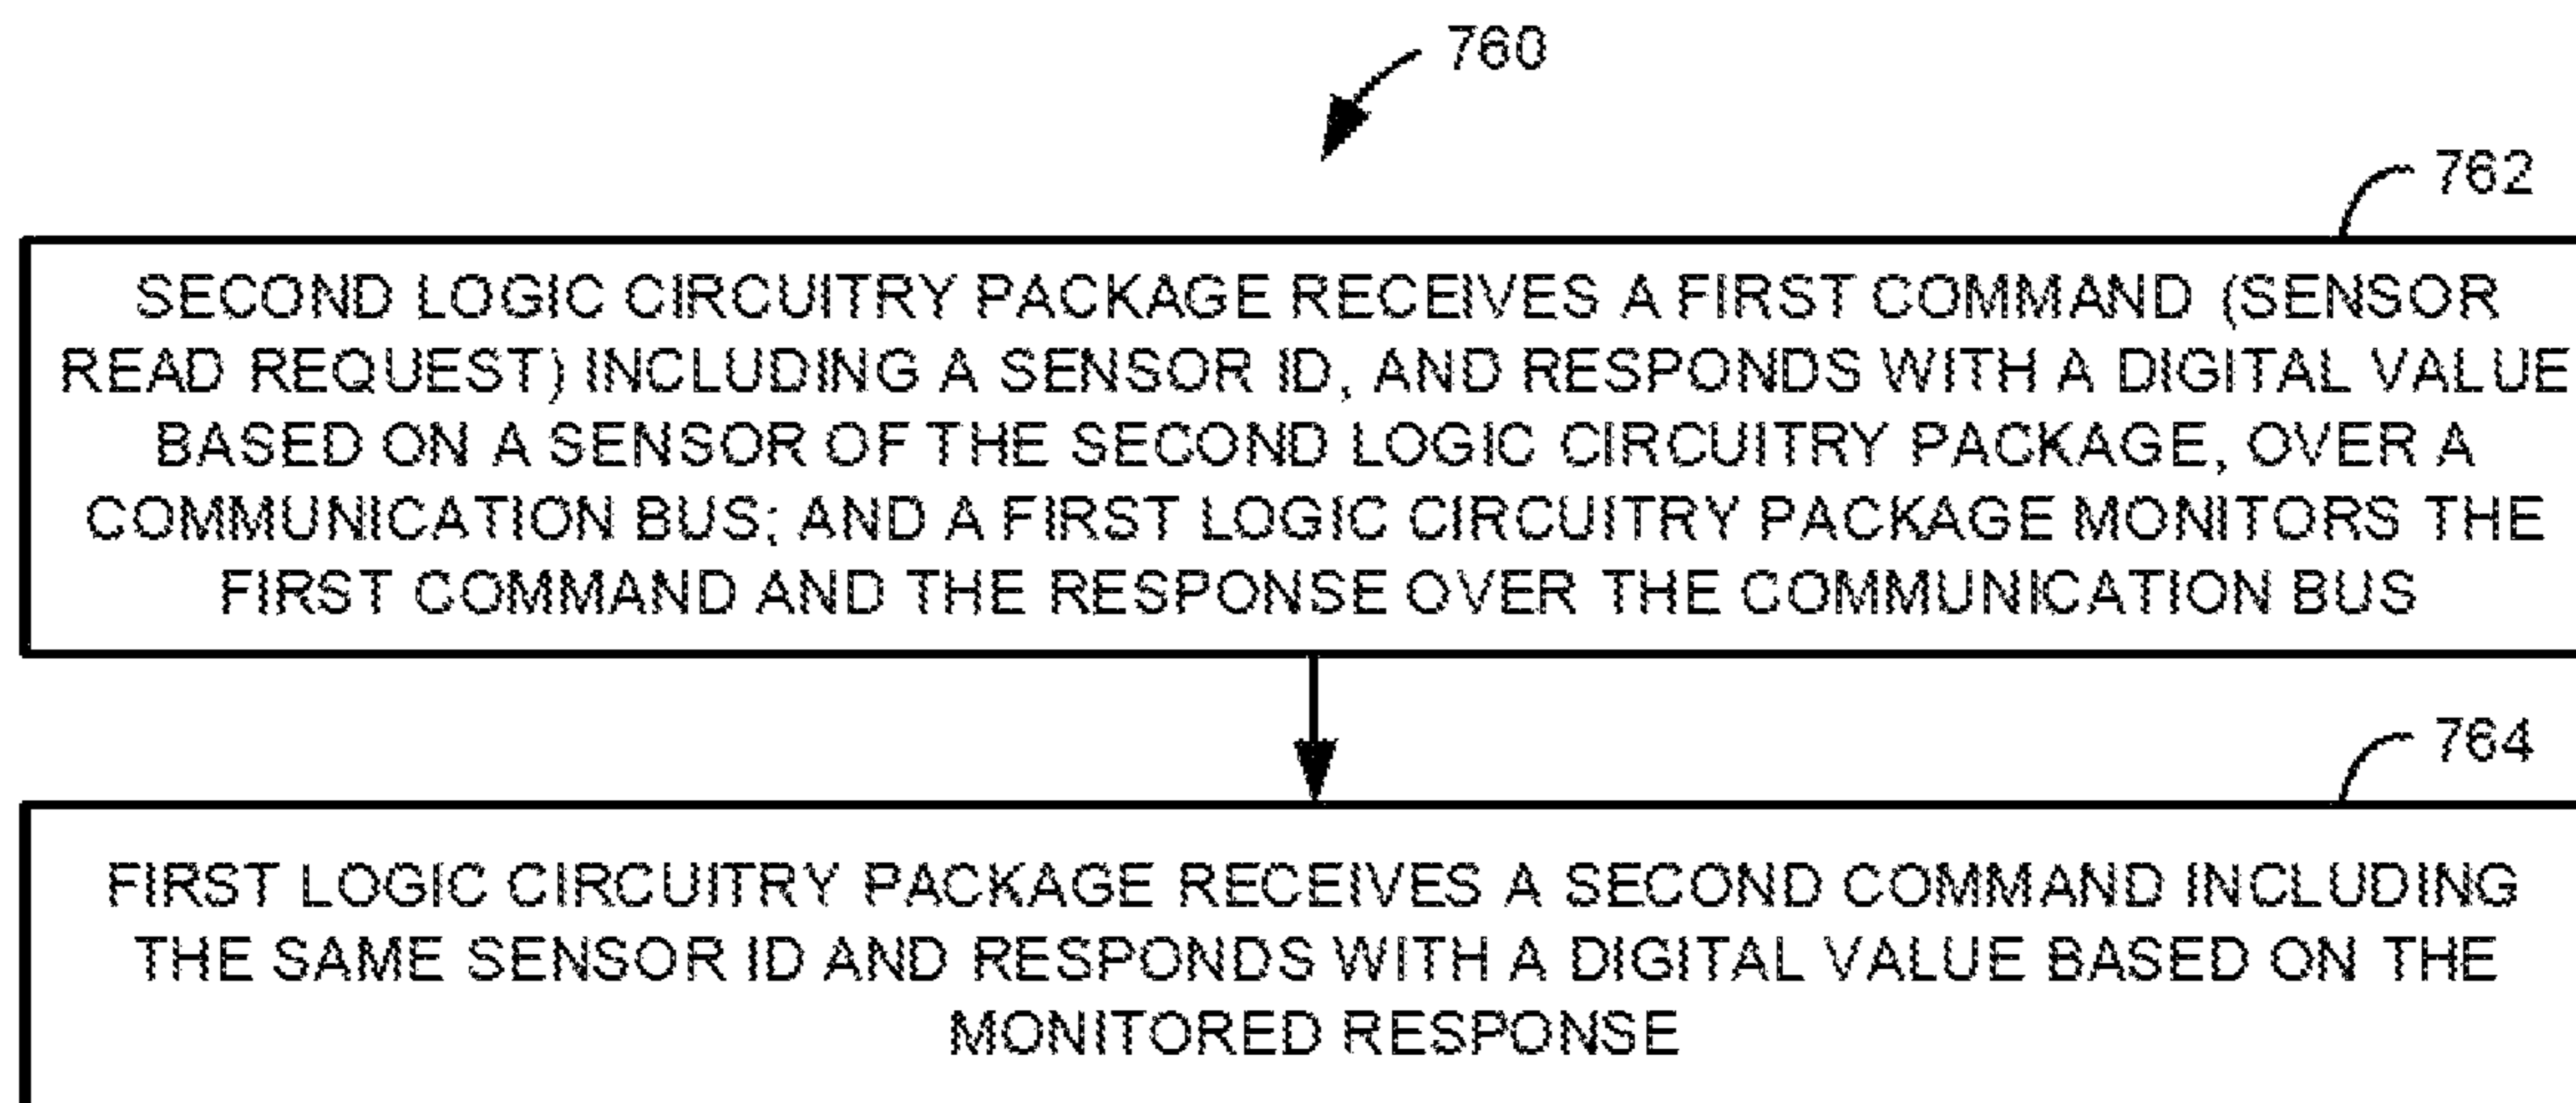 760
762
SECOND LOGIC CIRCUITRY PACKAGE RECEIVES A FIRST COMMAND (SENSOR
READ REQUEST) INCLUDING A SENSOR ID, AND RESPONDS WITH A DIGITAL VALUE
BASED ON A SENSOR OF THE SECOND LOGIC CIRCUITRY PACKAGE, OVER A
COMMUNICATION BUS; AND A FIRST LOGIC CIRCUITRY PACKAGE MONITORS THE
FIRST COMMAND AND THE RESPONSE OVER THE COMMUNICATION BUS
764
FIRST LOGIC CIRCUITRY PACKAGE RECEIVES A SECOND COMMAND INCLUDING
THE SAME SENSOR ID AND RESPONDS WITH A DIGITAL VALUE BASED ON THE
MONITORED RESPONSE